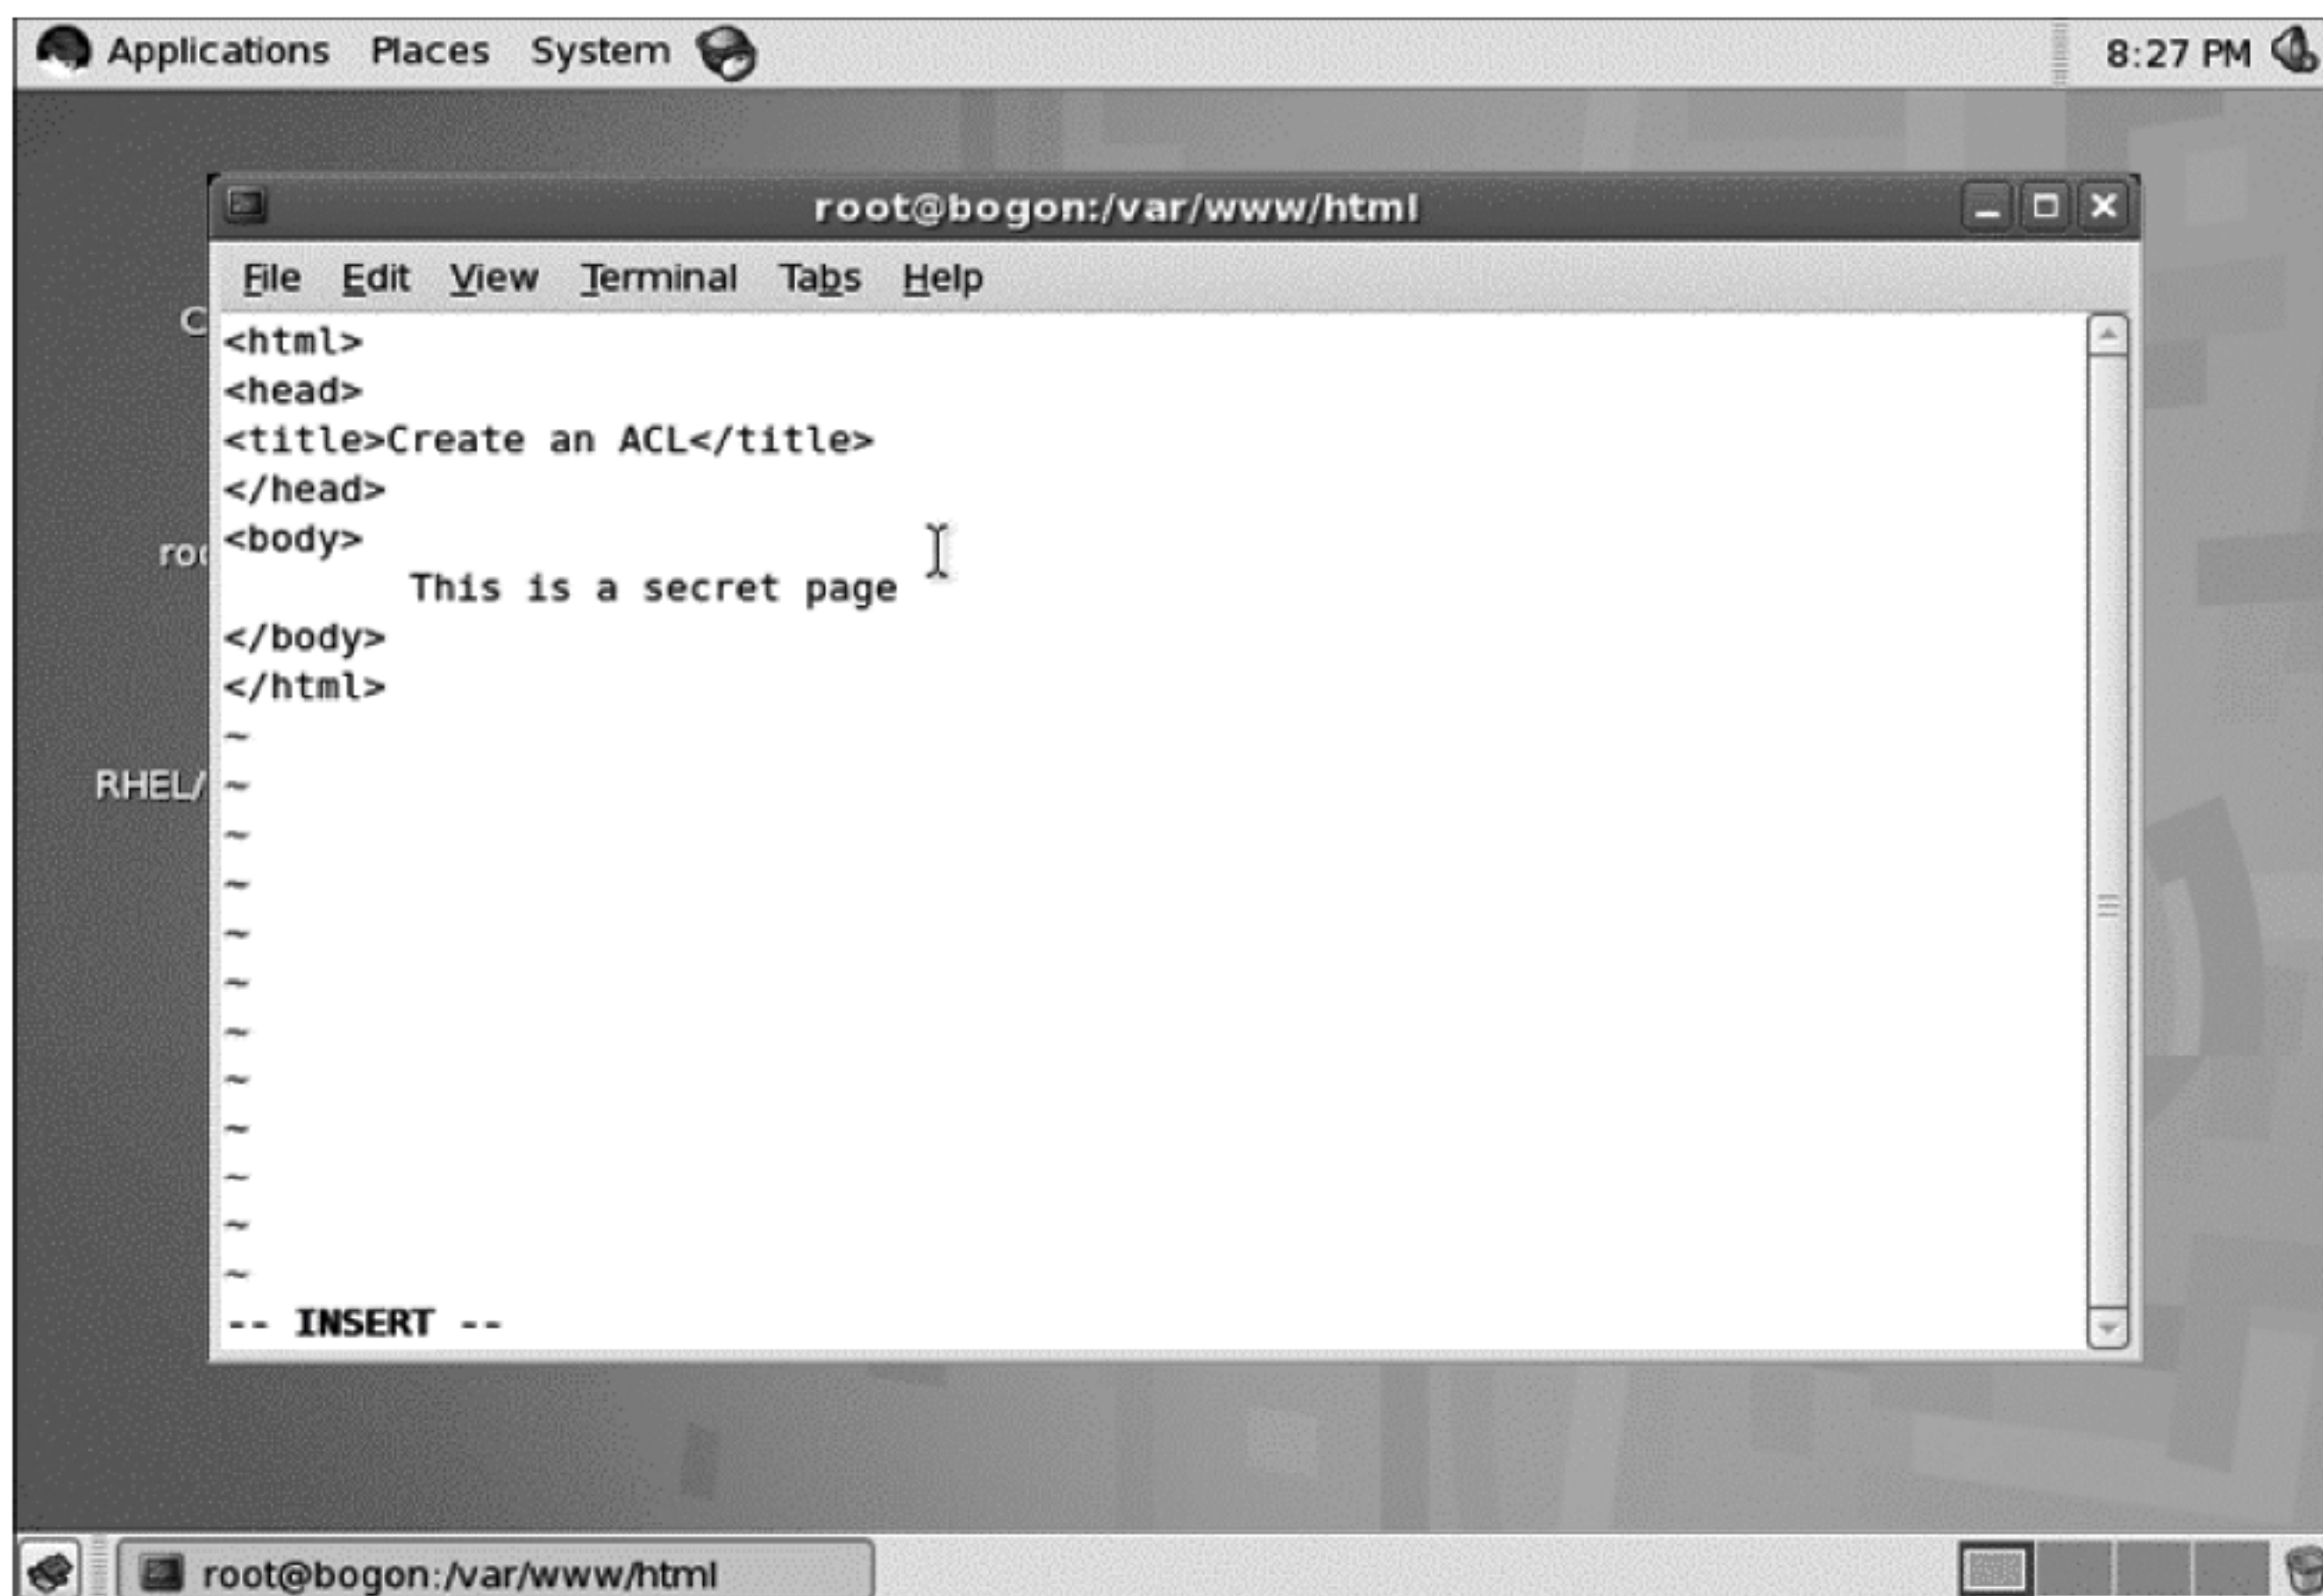 Applications Places System 8:27 PM
root@bogon:/var/www/html
File Edit View Terminal Tabs Help
<html>
<head>
<title>Create an ACL</title>
</head>
<body>
        This is a secret page
</body>
</html>
~
~
~
~
~
~
~
~
~
~
~
~
-- INSERT --
C
roo
RHEL/
root@bogon:/var/www/html